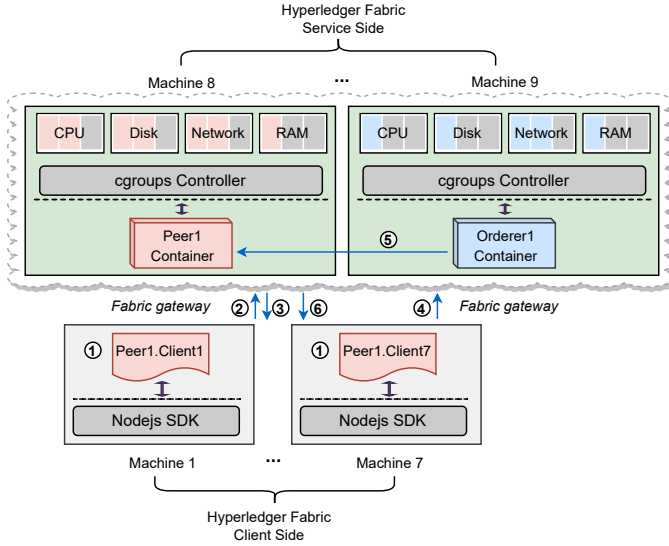 Hyperledger Fabric
Service Side
Machine 8 ... Machine 9
CPU Disk Network RAM CPU Disk Network RAM
cgroups Controller cgroups Controller
Peer1
Container
⑤
Orderer1
Container
Fabric gateway ② ③ ⑥ ④ Fabric gateway
① Peer1.Client1 ① Peer1.Client7
Nodejs SDK Nodejs SDK
Machine 1 ... Machine 7
Hyperledger Fabric
Client Side